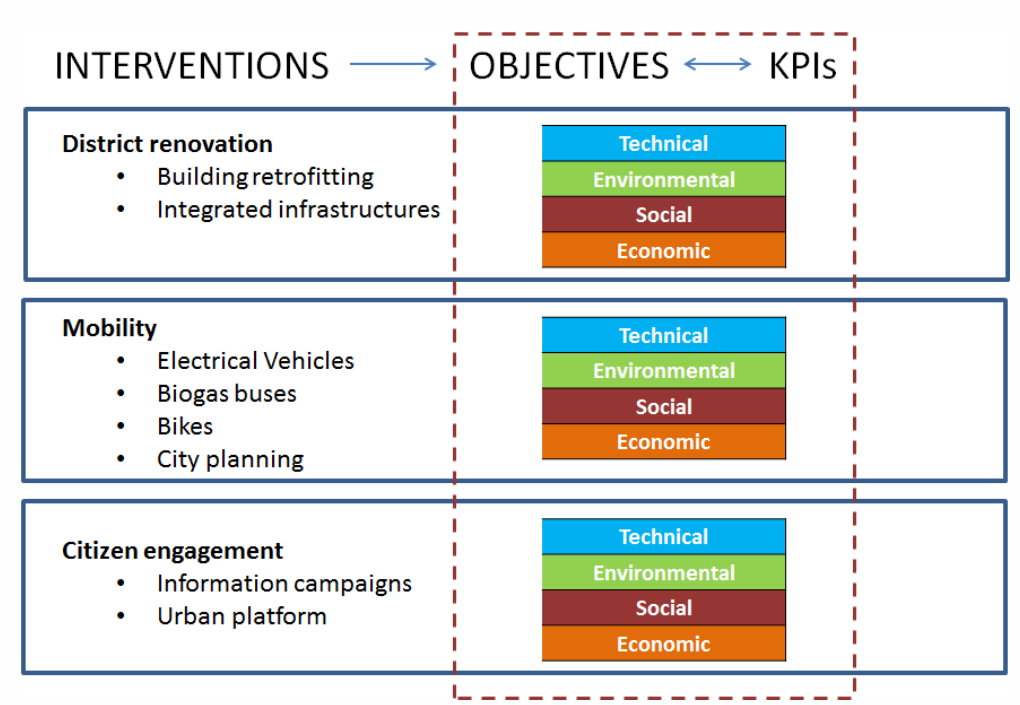 INTERVENTIONS → OBJECTIVES ↔ KPIs
District renovation
• Building retrofitting
• Integrated infrastructures
Technical
Environmental
Social
Economic
Mobility
• Electrical Vehicles
• Biogas buses
• Bikes
• City planning
Technical
Environmental
Social
Economic
Citizen engagement
• Information campaigns
• Urban platform
Technical
Environmental
Social
Economic